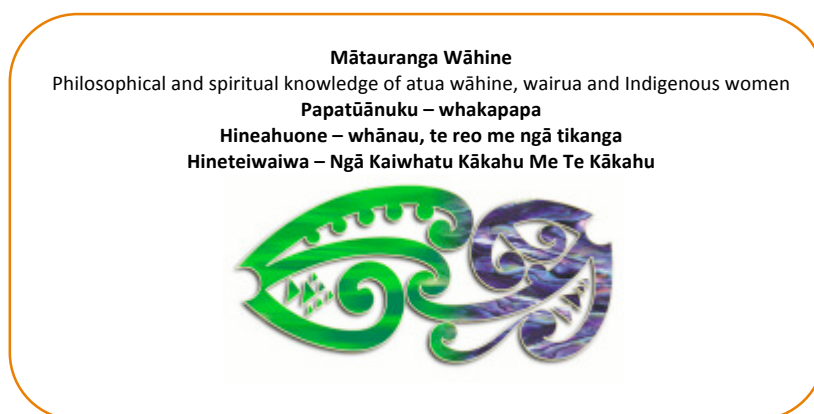 Mātauranga Wāhine
Philosophical and spiritual knowledge of atua wāhine, wairua and Indigenous women
Papatūānuku – whakapapa
Hineahuone – whānau, te reo me ngā tikanga
Hineteiwaiwa – Ngā Kaiwhatu Kākahu Me Te Kākahu